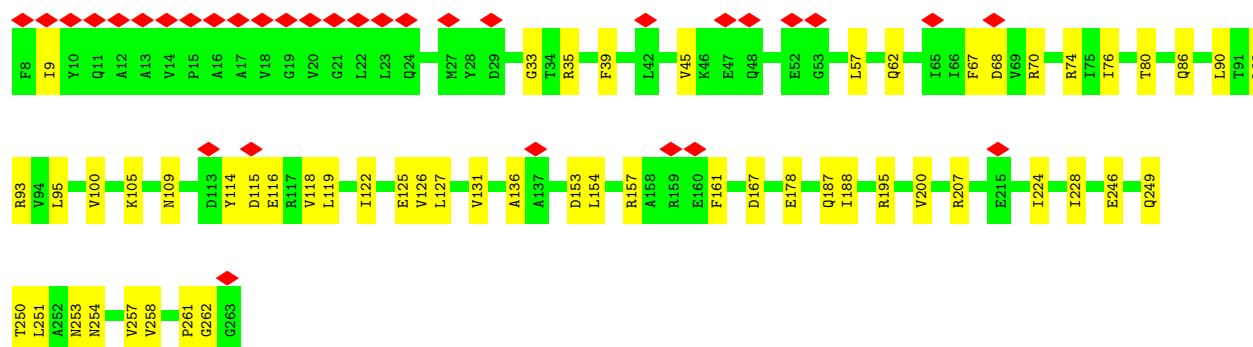 F8 I9 Y10 Q11 A12 A13 V14 P15 A16 A17 V18 G19 V20 G21 L22 L23 Q24 M27 Y28 D29 G33 T34 R35 F39 L42 V45 K46 E47 Q48 E52 G53 L57 Q62 I65 I66 F67 D68 V69 R70 R74 I75 I76 T80 Q86 L90 T91
R93 V94 L95 V100 K105 N109 D113 Y114 D115 E116 R117 V118 L119 I122 E125 V126 L127 V131 A136 A137 D153 L154 R157 A158 R159 E160 F161 D167 E178 Q187 I188 R195 V200 R207 E215 I224 I228 E246 Q249
T250 L251 A252 N253 N254 V257 V258 P261 G262 G263